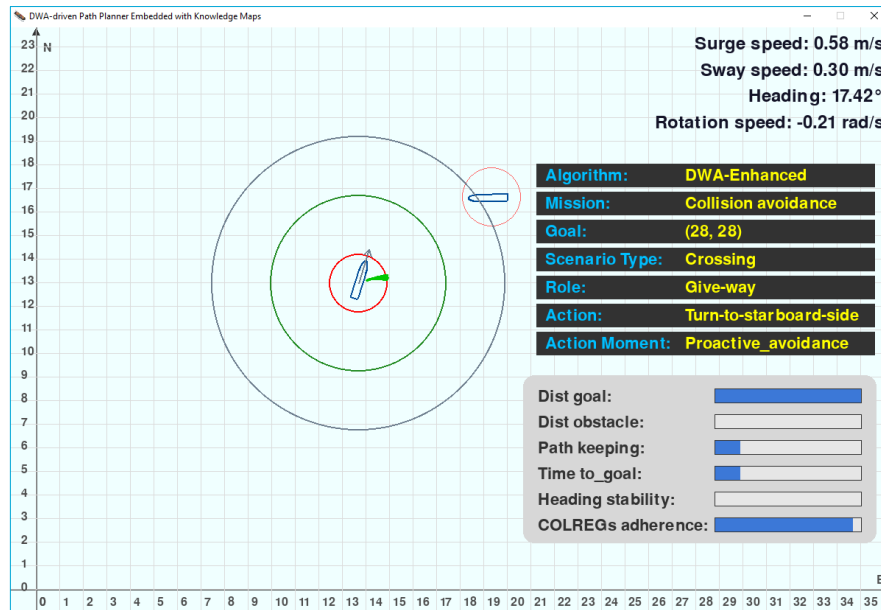 DWA-driven Path Planner Embedded with Knowledge Maps
N
Surge speed: 0.58 m/s
Sway speed: 0.30 m/s
Heading: 17.42°
Rotation speed: -0.21 rad/s
Algorithm: DWA-Enhanced
Mission: Collision avoidance
Goal: (28, 28)
Scenario Type: Crossing
Role: Give-way
Action: Turn-to-starboard-side
Action Moment: Proactive_avoidance
Dist goal:
Dist obstacle:
Path keeping:
Time to_goal:
Heading stability:
COLREGs adherence:
23
22
21
20
19
18
17
16
15
14
13
12
11
10
9
8
7
6
5
4
3
2
1
0
E
0 1 2 3 4 5 6 7 8 9 10 11 12 13 14 15 16 17 18 19 20 21 22 23 24 25 26 27 28 29 30 31 32 33 34 35